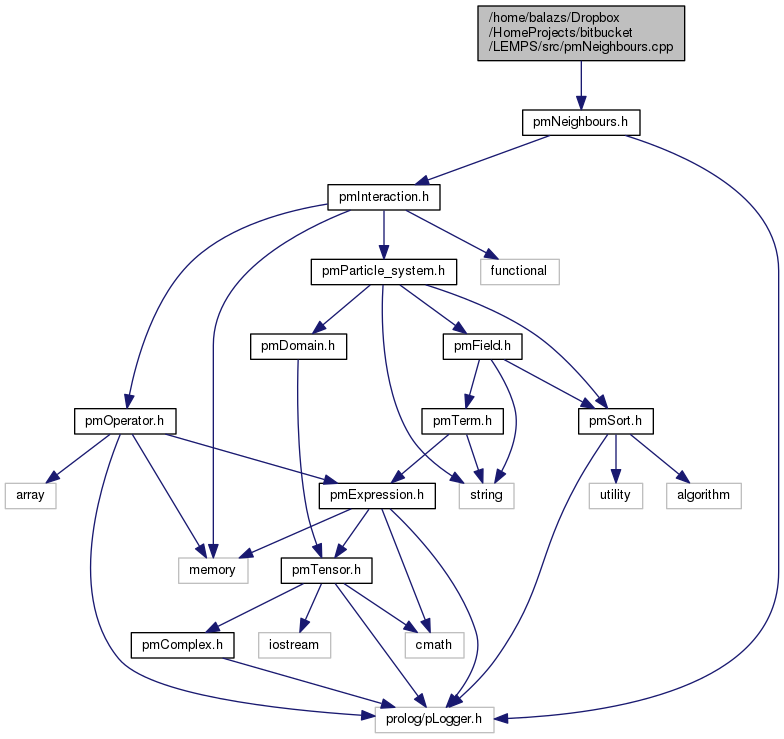 /home/balazs/Dropbox
/HomeProjects/bitbucket
/LEMPS/src/pmNeighbours.cpp
pmNeighbours.h
pmInteraction.h
pmParticle_system.h
functional
pmDomain.h
pmField.h
pmOperator.h
pmTerm.h
pmSort.h
array
pmExpression.h
string
utility
algorithm
memory
pmTensor.h
pmComplex.h
iostream
cmath
prolog/pLogger.h